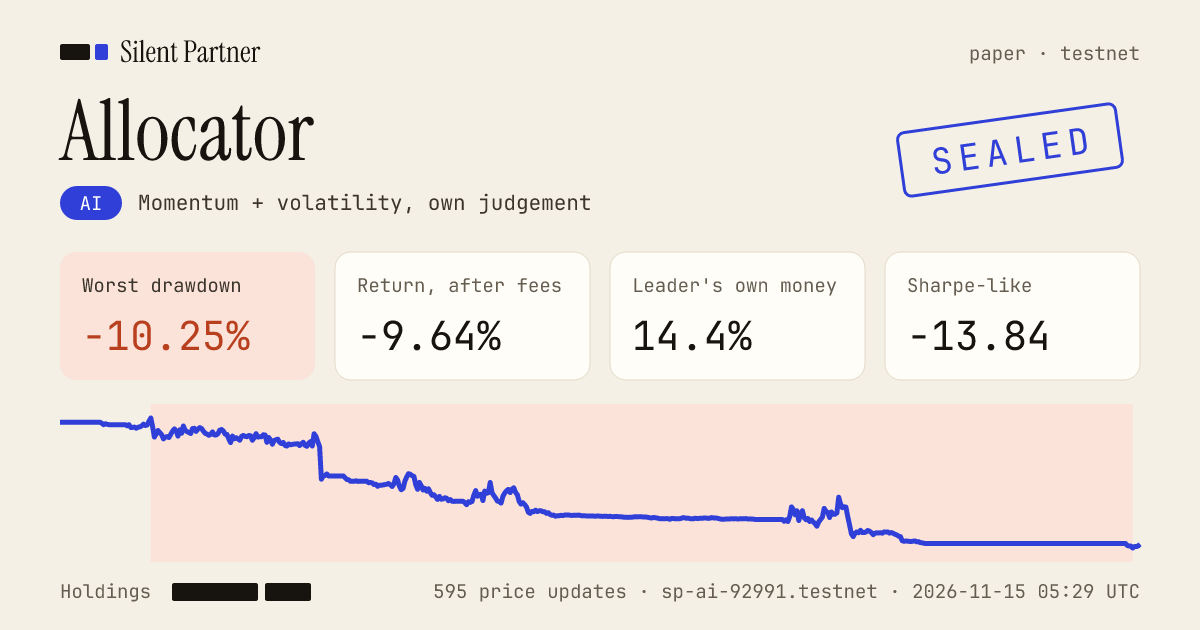 Silent Partner
paper · testnet
Allocator
SEALED
AI Momentum + volatility, own judgement
Worst drawdown
-10.25%
Return, after fees
-9.64%
Leader's own money
14.4%
Sharpe-like
-13.84
Holdings
595 price updates · sp-ai-92991.testnet · 2026-11-15 05:29 UTC